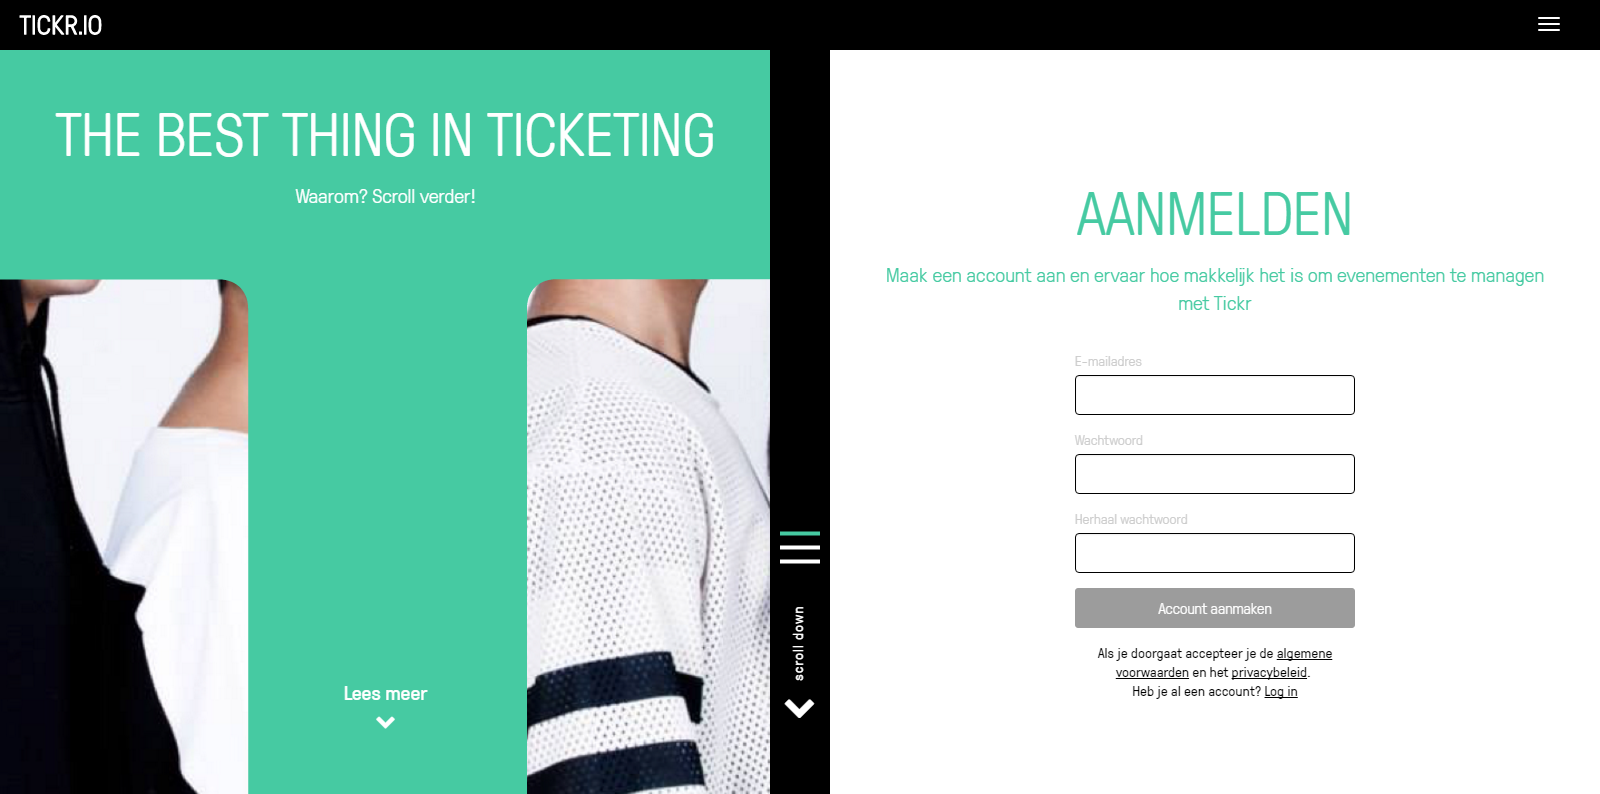 TICKR.IO
THE BEST THING IN TICKETING
Waarom? Scroll verder!
Lees meer
scroll down
AANMELDEN
Maak een account aan en ervaar hoe makkelijk het is om evenementen te managen
met Tickr
E-mailadres
Wachtwoord
Herhaal wachtwoord
Account aanmaken
Als je doorgaat accepteer je de algemene
voorwaarden en het privacybeleid.
Heb je al een account? Log in